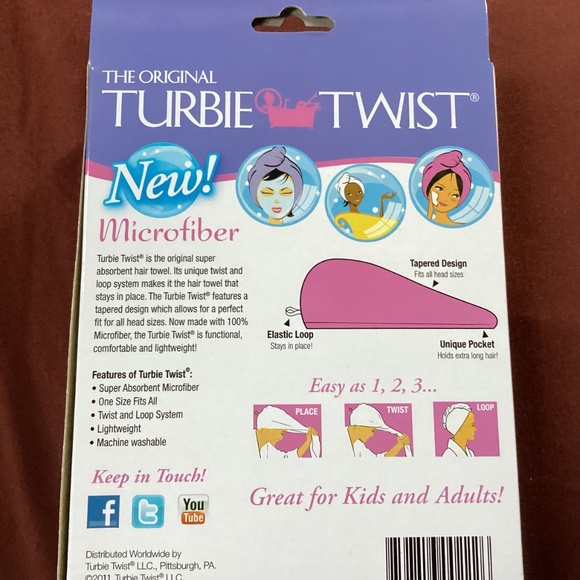 THE ORIGINAL
TURBIE TWIST®
New!
Microfiber
Turbie Twist® is the original super
absorbent hair towel. Its unique twist and
loop system makes it the hair towel that
stays in place. The Turbie Twist® features a
tapered design which allows for a perfect
fit for all head sizes. Now made with 100%
Microfiber, the Turbie Twist® is functional,
comfortable and lightweight!
Tapered Design
Fits all head sizes
Elastic Loop
Stays in place!
Unique Pocket
Holds extra long hair!
Features of Turbie Twist®:
• Super Absorbent Microfiber
• One Size Fits All
• Twist and Loop System
• Lightweight
• Machine washable
Easy as 1, 2, 3...
PLACE
TWIST
LOOP
Keep in Touch!
f
t
You
Tube
Great for Kids and Adults!
Distributed Worldwide by
Turbie Twist® LLC., Pittsburgh, PA.
©2011 Turbie Twist® LLC